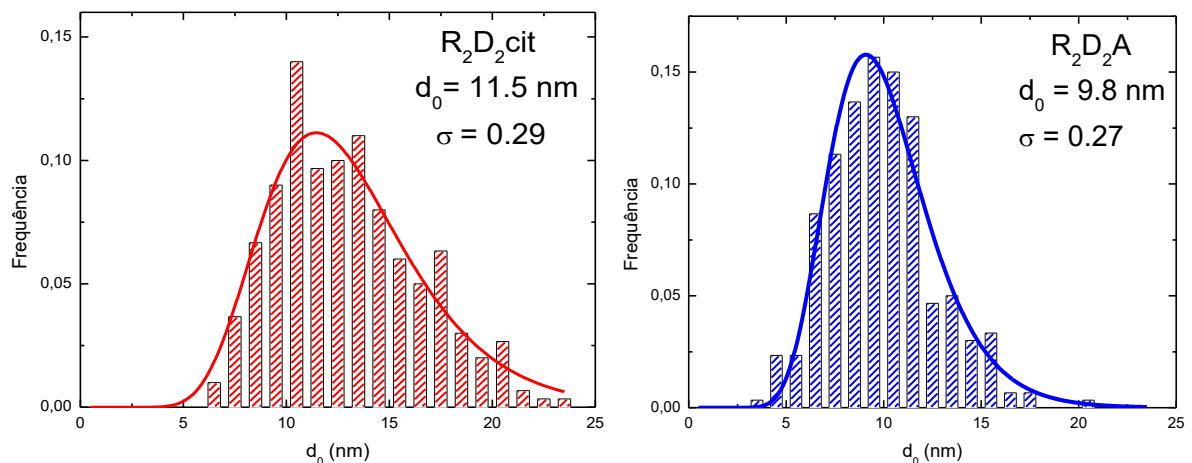 R₂D₂cit
d₀= 11.5 nm
σ = 0.29
Frequência
0,15
0,10
0,05
0,00
0 5 10 15 20 25
d₀ (nm)
R₂D₂A
d₀ = 9.8 nm
σ = 0.27
Frequência
0,15
0,10
0,05
0,00
0 5 10 15 20 25
d₀ (nm)